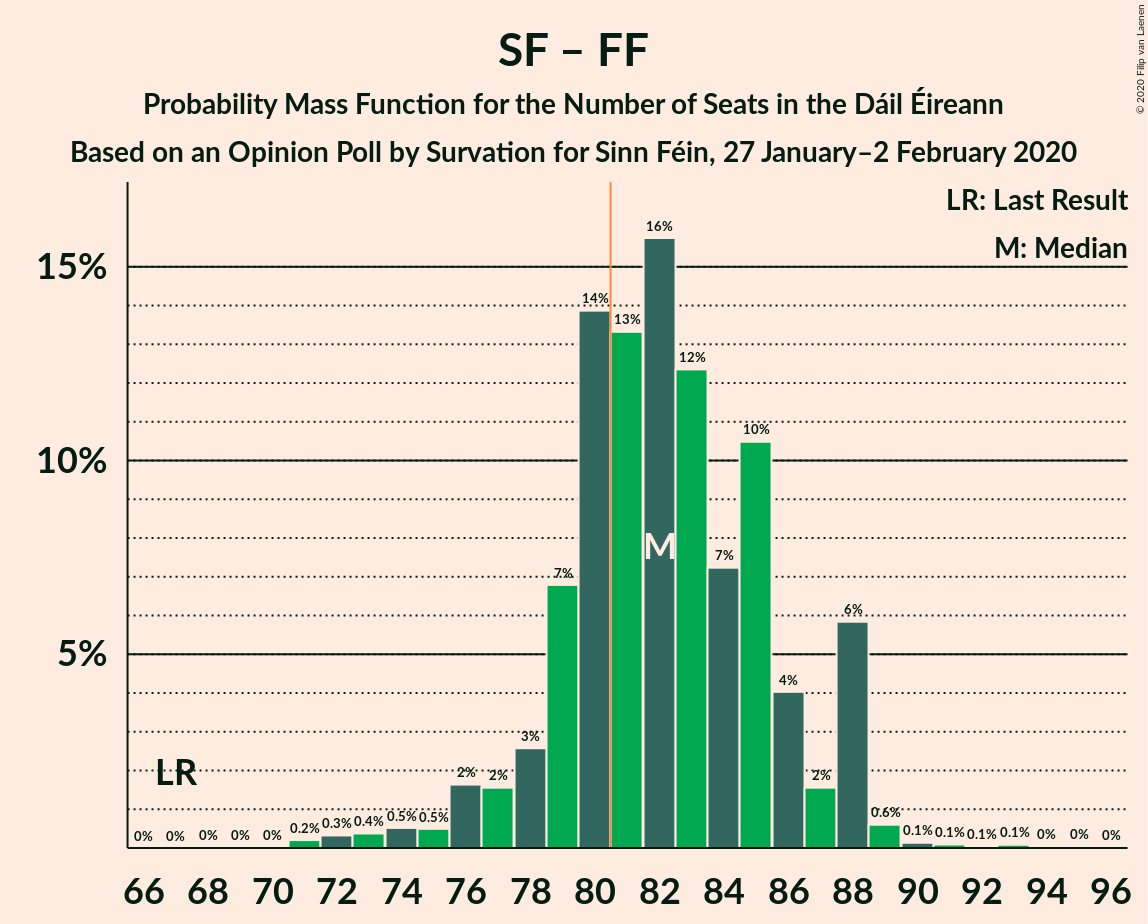 SF – FF
Probability Mass Function for the Number of Seats in the Dáil Éireann
Based on an Opinion Poll by Survation for Sinn Féin, 27 January–2 February 2020
© 2020 Filip van Laenen
LR: Last Result
M: Median
15%
10%
5%
LR
M
0% 0% 0% 0% 0% 0.2% 0.3% 0.4% 0.5% 0.5% 2% 2% 3% 7% 14% 13% 16% 12% 7% 10% 4% 2% 6% 0.6% 0.1% 0.1% 0.1% 0.1% 0% 0% 0%
66 68 70 72 74 76 78 80 82 84 86 88 90 92 94 96